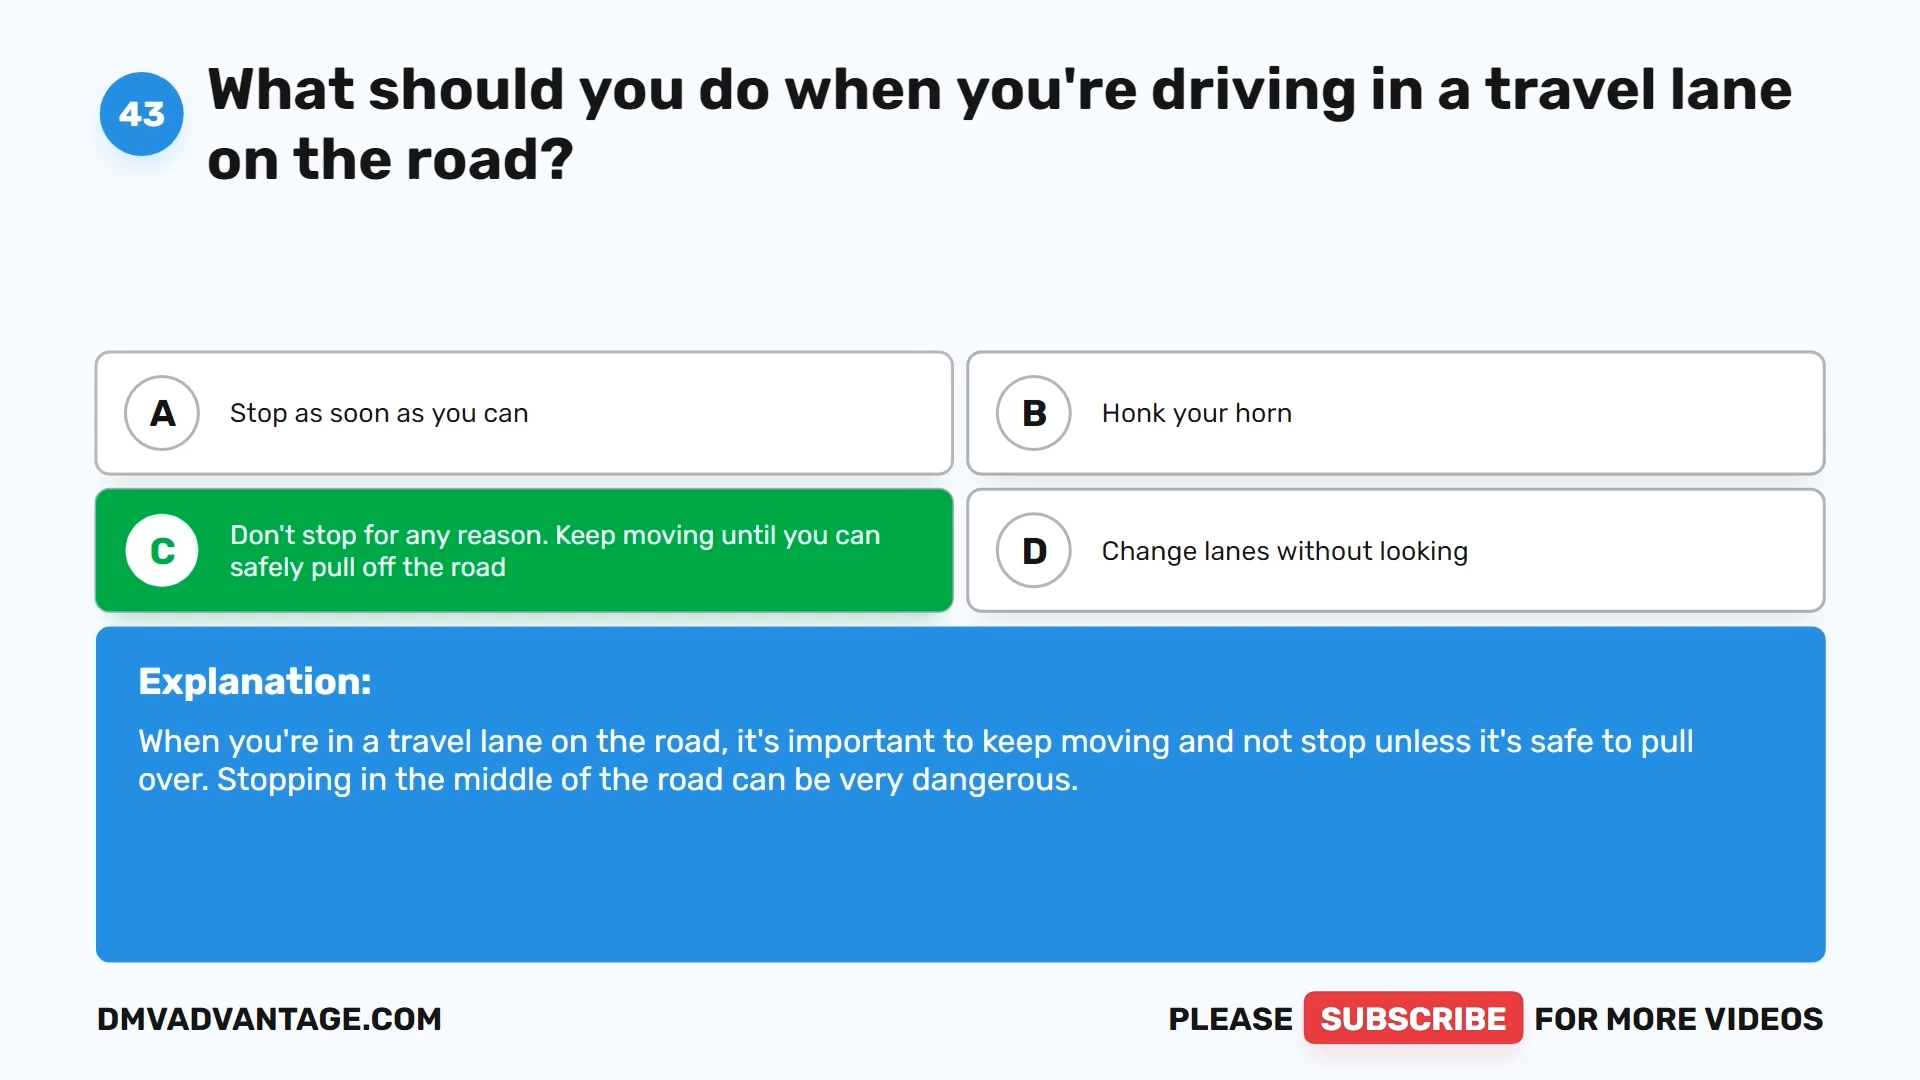 43
What should you do when you're driving in a travel lane
on the road?
A
Stop as soon as you can
B
Honk your horn
C
Don't stop for any reason. Keep moving until you can
safely pull off the road
D
Change lanes without looking
Explanation:
When you're in a travel lane on the road, it's important to keep moving and not stop unless it's safe to pull
over. Stopping in the middle of the road can be very dangerous.
DMVADVANTAGE.COM
PLEASE SUBSCRIBE FOR MORE VIDEOS